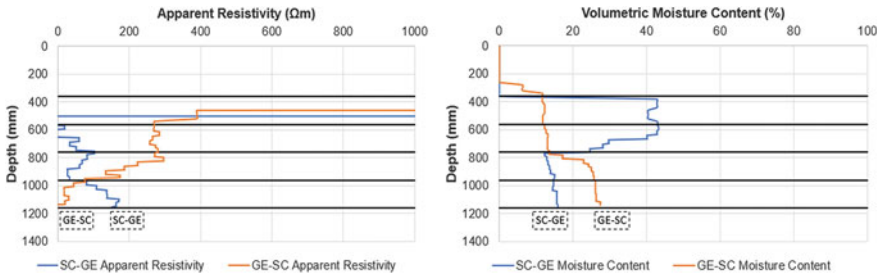 Apparent Resistivity (Ωm)
0 200 400 600 800 1000
0
200
400
600
800
1000
1200
1400
Depth (mm)
GE-SC
SC-GE
SC-GE Apparent Resistivity
GE-SC Apparent Resistivity
Volumetric Moisture Content (%)
0 20 40 60 80 100
0
200
400
600
800
1000
1200
1400
Depth (mm)
SC-GE
GE-SC
SC-GE Moisture Content
GE-SC Moisture Content